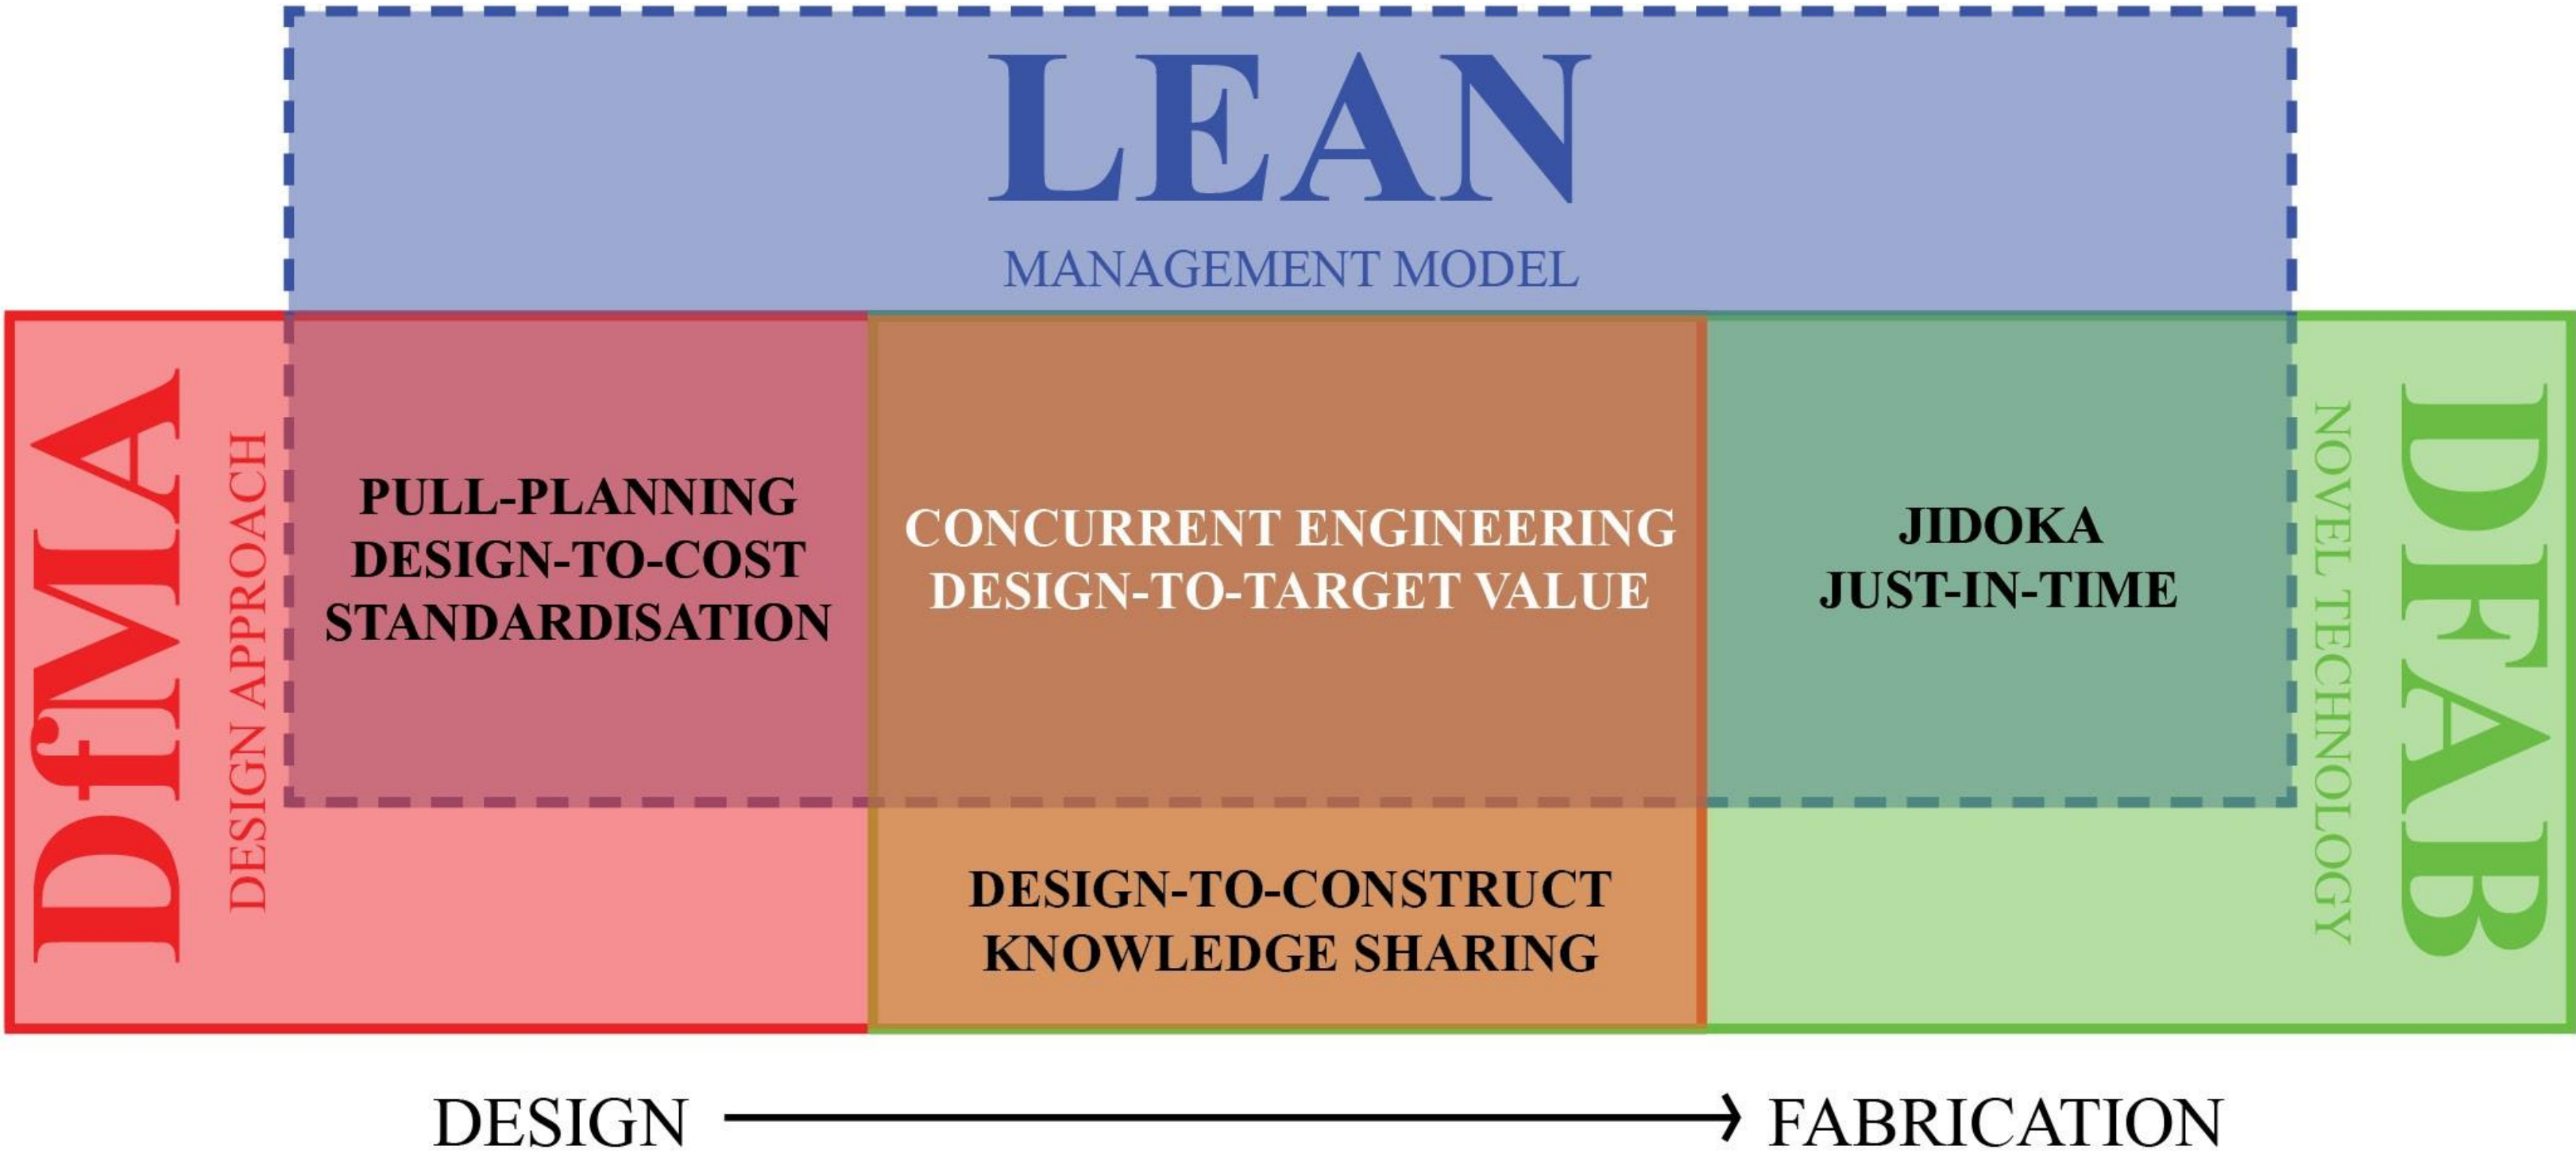 LEAN
MANAGEMENT MODEL
DfMA
DESIGN APPROACH
PULL-PLANNING
DESIGN-TO-COST
STANDARDISATION
CONCURRENT ENGINEERING
DESIGN-TO-TARGET VALUE
JIDOKA
JUST-IN-TIME
NOVEL TECHNOLOGY
DFAB
DESIGN-TO-CONSTRUCT
KNOWLEDGE SHARING
DESIGN
FABRICATION